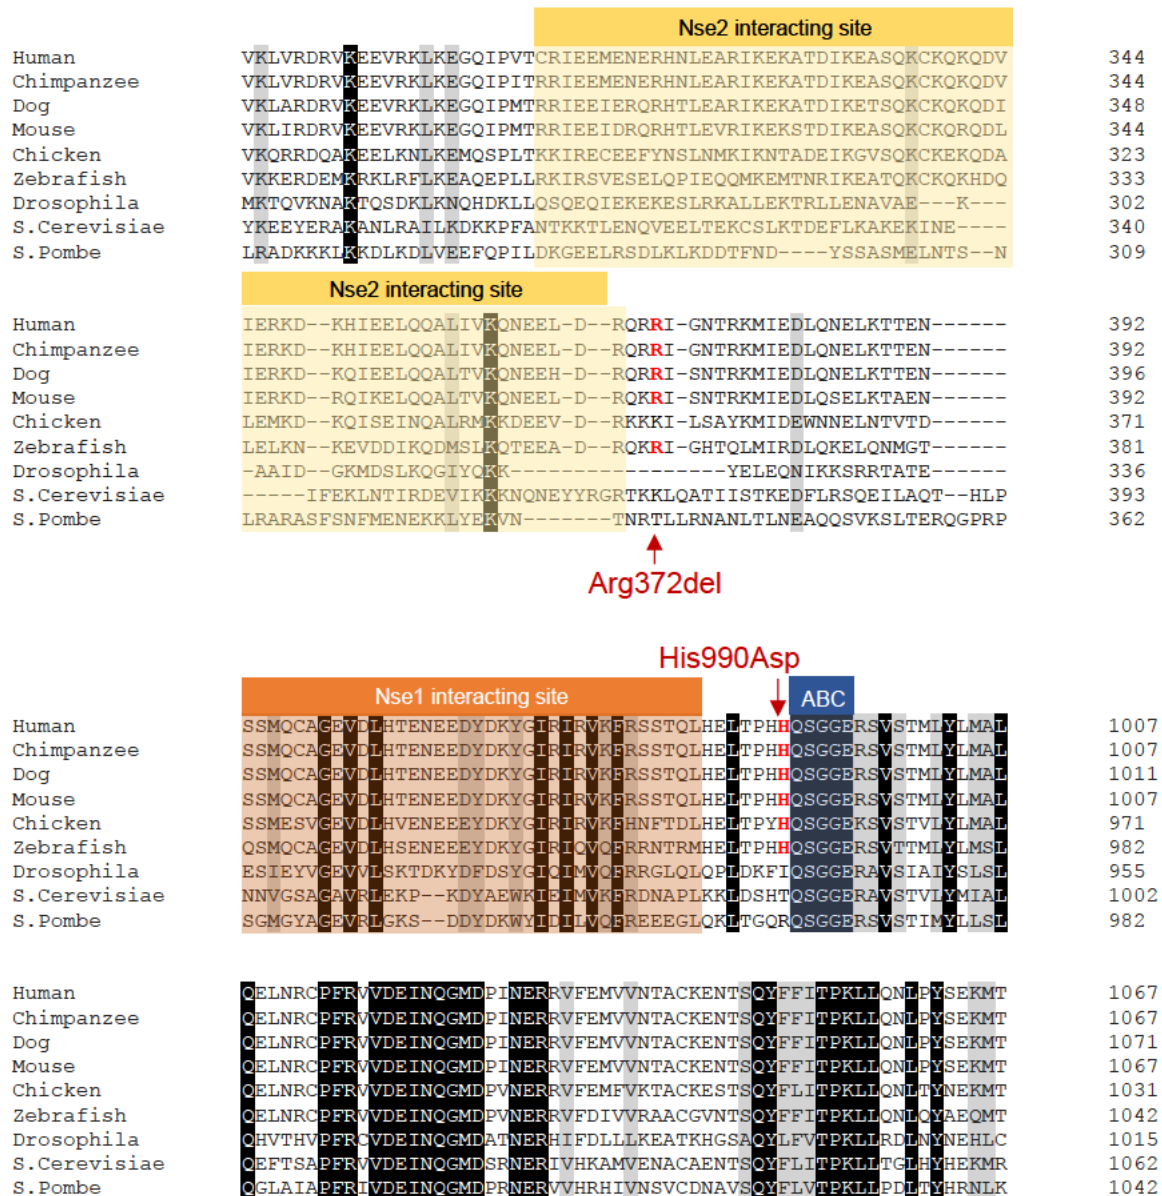 Nse2 interacting site
Human VKLVRDRVKEEVRKLKEGQIPVTCRIEEMENERHNLEARIKEKATDIKEASQKCKQKQDV 344
Chimpanzee VKLVRDRVKEEVRKLKEGQIPITRRIEEMENERHNLEARIKEKATDIKEASQKCKQKQDV 344
Dog VKLARDRVKEEVRKLKEGQIPMTRRIEEIERQRHTLEARIKEKATDIKETSQKCKQKQDI 348
Mouse VKLIRDRVKEEVRKLKEGQIPMTRRIEEIDRQRHTLEVRIKEKSTDIKEASQKCKQRQDL 344
Chicken VKQRRDQAKEELKNLKEMQSPLTKKIRECEEFYNSLNMKIKNTADEIKGVSQKCKEKQDA 323
Zebrafish VKKERDEMKRKLRFLKEAQEPLLRKIRSVESELQPIEQQMKEMTNRIKEATQKCKQKHDQ 333
Drosophila MKTQVKNAKTQSDKLKNQHDKLLQSQEQIEKEKESLRKALLEKTRLLENAVAE---K--- 302
S.Cerevisiae YKEEYERAKANLRAILKDKKPFANTKKTLENQVEELTEKCSLKTDEFLKAKEKINE---- 340
S.Pombe LRADKKKLKKDLKDLVEEFQPILDKGEELRSDLKLKDDTFND----YSSASMELNTS--N 309
Nse2 interacting site
Human IERKD--KHIEELQQALIVKQNEEL-D--RQRRI-GNTRKMIEDLQNELKTTEN------ 392
Chimpanzee IERKD--KHIEELQQALIVKQNEEL-D--RQRRI-GNTRKMIEDLQNELKTTEN------ 392
Dog IERKD--KQIEELQQALTVKQNEEH-D--RQRRI-SNTRKMIEDLQNELKTTEN------ 396
Mouse IERKD--RQIKELQQALTVKQNEEL-D--RQKRI-SNTRKMIEDLQSELKTAEN------ 392
Chicken LEMKD--KQISEINQALRMKKDEEV-D--RKKKI-LSAYKMIDEWNNELNTVTD------ 371
Zebrafish LELKN--KEVDDIKQDMSLKQTEEA-D--RQKRI-GHTQLMIRDLQKELQNMGT------ 381
Drosophila -AAID--GKMDSLKQGIYQKK-----------------YELEQNIKKSRRTATE------ 336
S.Cerevisiae -----IFEKLNTIRDEVIKKKNQNEYYRGRTKKLQATIISTKEDFLRSQEILAQT--HLP 393
S.Pombe LRARASFSNFMENEKKLYEKVN-------TNRTLLRNANLTLNEAQQSVKSLTERQGPRP 362
Arg372del
His990Asp
Nse1 interacting site ABC
Human SSMQCAGEVDLHTENEEDYDKYGIRIRVKFRSSTQLHELTPHHQSGGERSVSTMLYLMAL 1007
Chimpanzee SSMQCAGEVDLHTENEEDYDKYGIRIRVKFRSSTQLHELTPHHQSGGERSVSTMLYLMAL 1007
Dog SSMQCAGEVDLHTENEEDYDKYGIRIRVKFRSSTQLHELTPHHQSGGERSVSTMLYLMAL 1011
Mouse SSMQCAGEVDLHTENEEDYDKYGIRIRVKFRSSTQLHELTPHHQSGGERSVSTMLYLMAL 1007
Chicken SSMESVGEVDLHVENEEEYDKYGIRIRVKFHNFTDLHELTPYHQSGGEKSVSTVLYLMAL 971
Zebrafish QSMQCAGEVDLHSENEEEYDKYGIRIQVQFRRNTRMHELTPHHQSGGERSVTTMLYLMSL 982
Drosophila ESIEYVGEVVLSKTDKYDFDSYGIQIMVQFRRGLQLQPLDKFIQSGGERAVSIAIYSLSL 955
S.Cerevisiae NNVGSAGAVRLEKP--KDYAEWKIEIMVKFRDNAPLKKLDSHTQSGGERAVSTVLYMIAL 1002
S.Pombe SGMGYAGEVRLGKS--DDYDKWYIDILVQFREEEGLQKLTGQRQSGGERSVSTIMYLLSL 982
Human QELNRCPFRVVDEINQGMDPINERRVFEMVVNTACKENTSQYFFITPKLLQNLPYSEKMT 1067
Chimpanzee QELNRCPFRVVDEINQGMDPINERRVFEMVVNTACKENTSQYFFITPKLLQNLPYSEKMT 1067
Dog QELNRCPFRVVDEINQGMDPINERRVFEMVVNTACKENTSQYFFITPKLLQNLPYSEKMT 1071
Mouse QELNRCPFRVVDEINQGMDPINERRVFEMVVNTACKENTSQYFFITPKLLQNLPYSEKMT 1067
Chicken QELNRCPFRVVDEINQGMDPVNERRVFEMFVKTACKESTSQYFLITPKLLQNLTYNEKMT 1031
Zebrafish QELNRCPFRVVDEINQGMDPVNERRVFDIVVRAACGVNTSQYFFITPKLLQNLQYAEQMT 1042
Drosophila QHVTHVPFRCVDEINQGMDATNERHIFDLLLKEATKHGSAQYLFVTPKLLRDLNYNEHLC 1015
S.Cerevisiae QEFTSAPFRVVDEINQGMDSRNERIVHKAMVENACAENTSQYFLITPKLLTGLHYHEKMR 1062
S.Pombe QGLAIAPFRIVDEINQGMDPRNERVVHRHIVNSVCDNAVSQYFLVTPKLLPDLTYHRNLK 1042